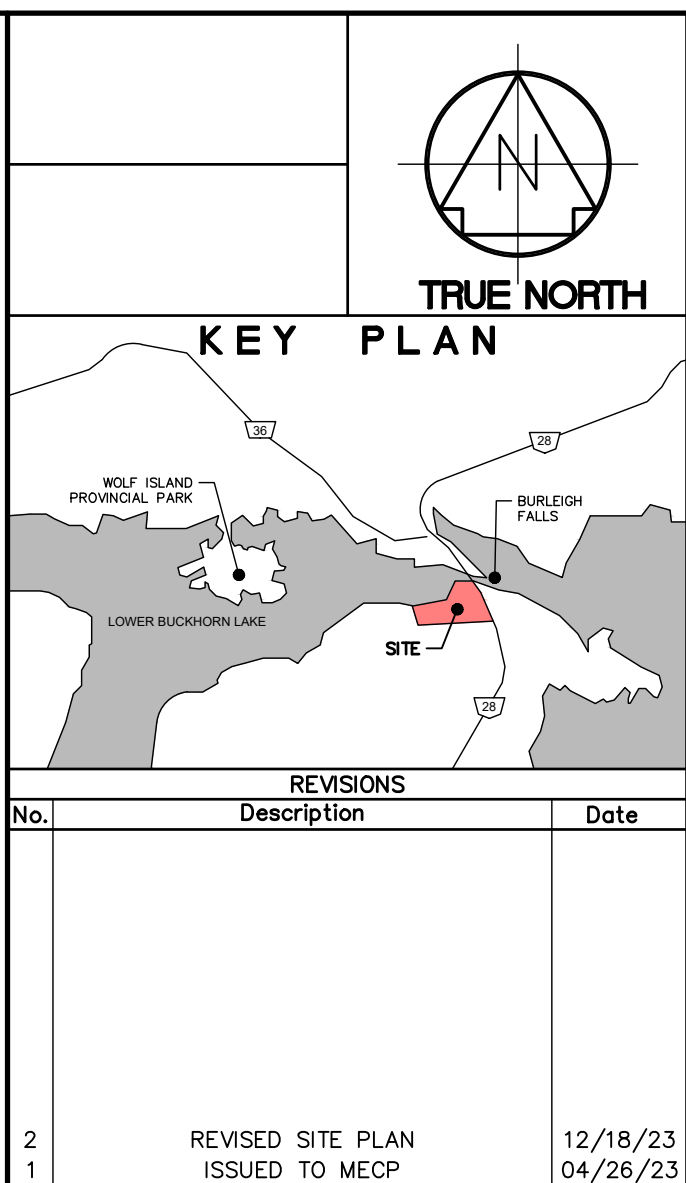 N
TRUE NORTH
KEY PLAN
36
28
WOLF ISLAND
PROVINCIAL PARK
BURLEIGH
FALLS
LOWER BUCKHORN LAKE
SITE
28
REVISIONS
No. Description Date
2 REVISED SITE PLAN 12/18/23
1 ISSUED TO MECP 04/26/23